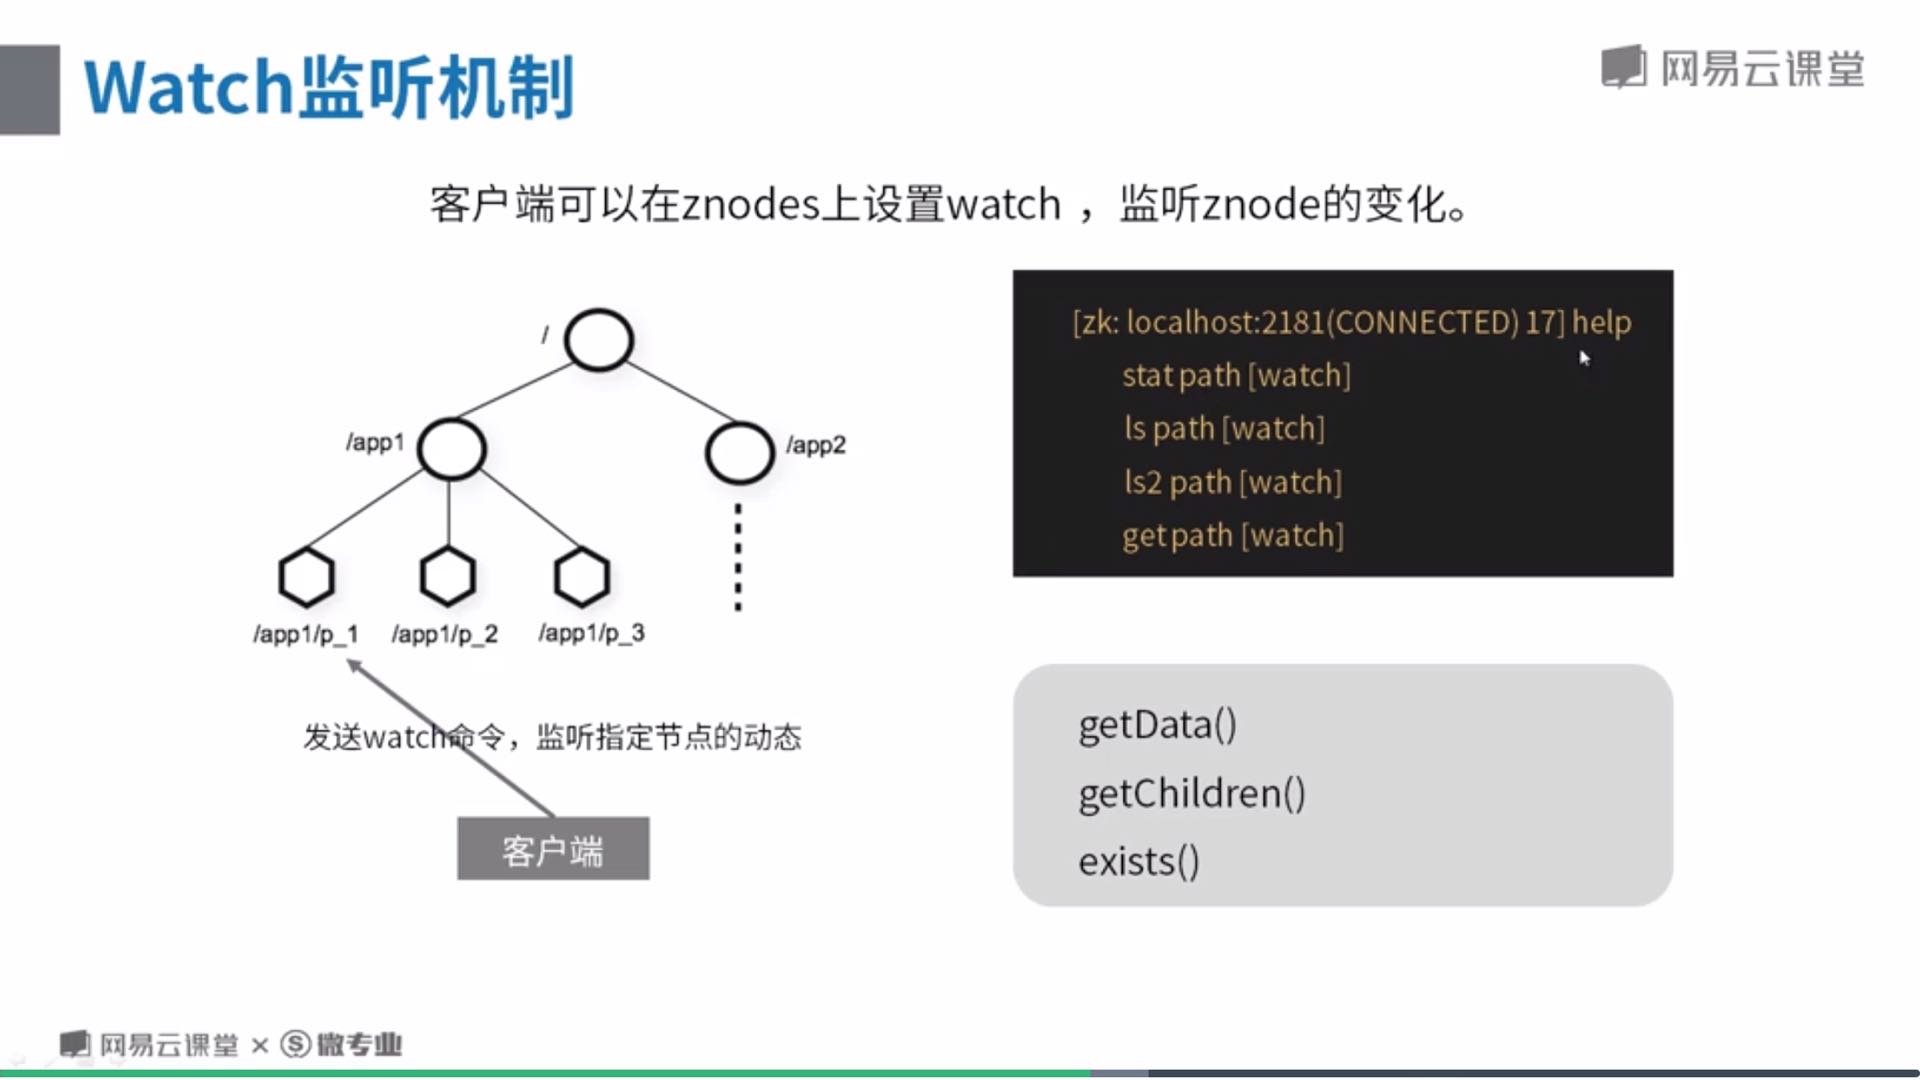 Watch监听机制
网易云课堂
客户端可以在znodes上设置watch ，监听znode的变化。
/
/app1
/app2
/app1/p_1
/app1/p_2
/app1/p_3
发送watch命令，监听指定节点的动态
客户端
[zk: localhost:2181(CONNECTED) 17] help
stat path [watch]
ls path [watch]
ls2 path [watch]
get path [watch]
getData()
getChildren()
exists()
网易云课堂 × Ⓢ 微专业